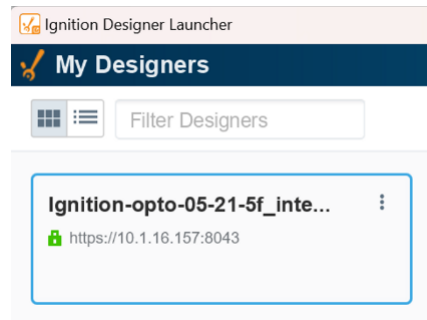 Ignition Designer Launcher
My Designers
Filter Designers
Ignition-opto-05-21-5f_inte...
https://10.1.16.157:8043